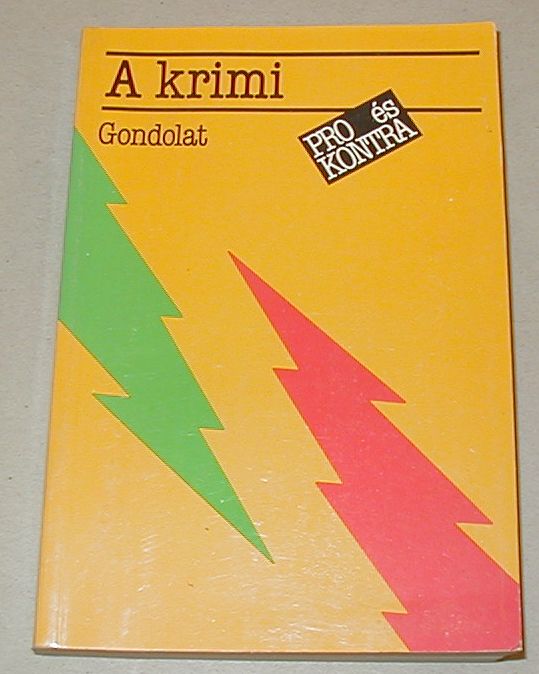 A krimi
Gondolat
PRO és
KONTRA